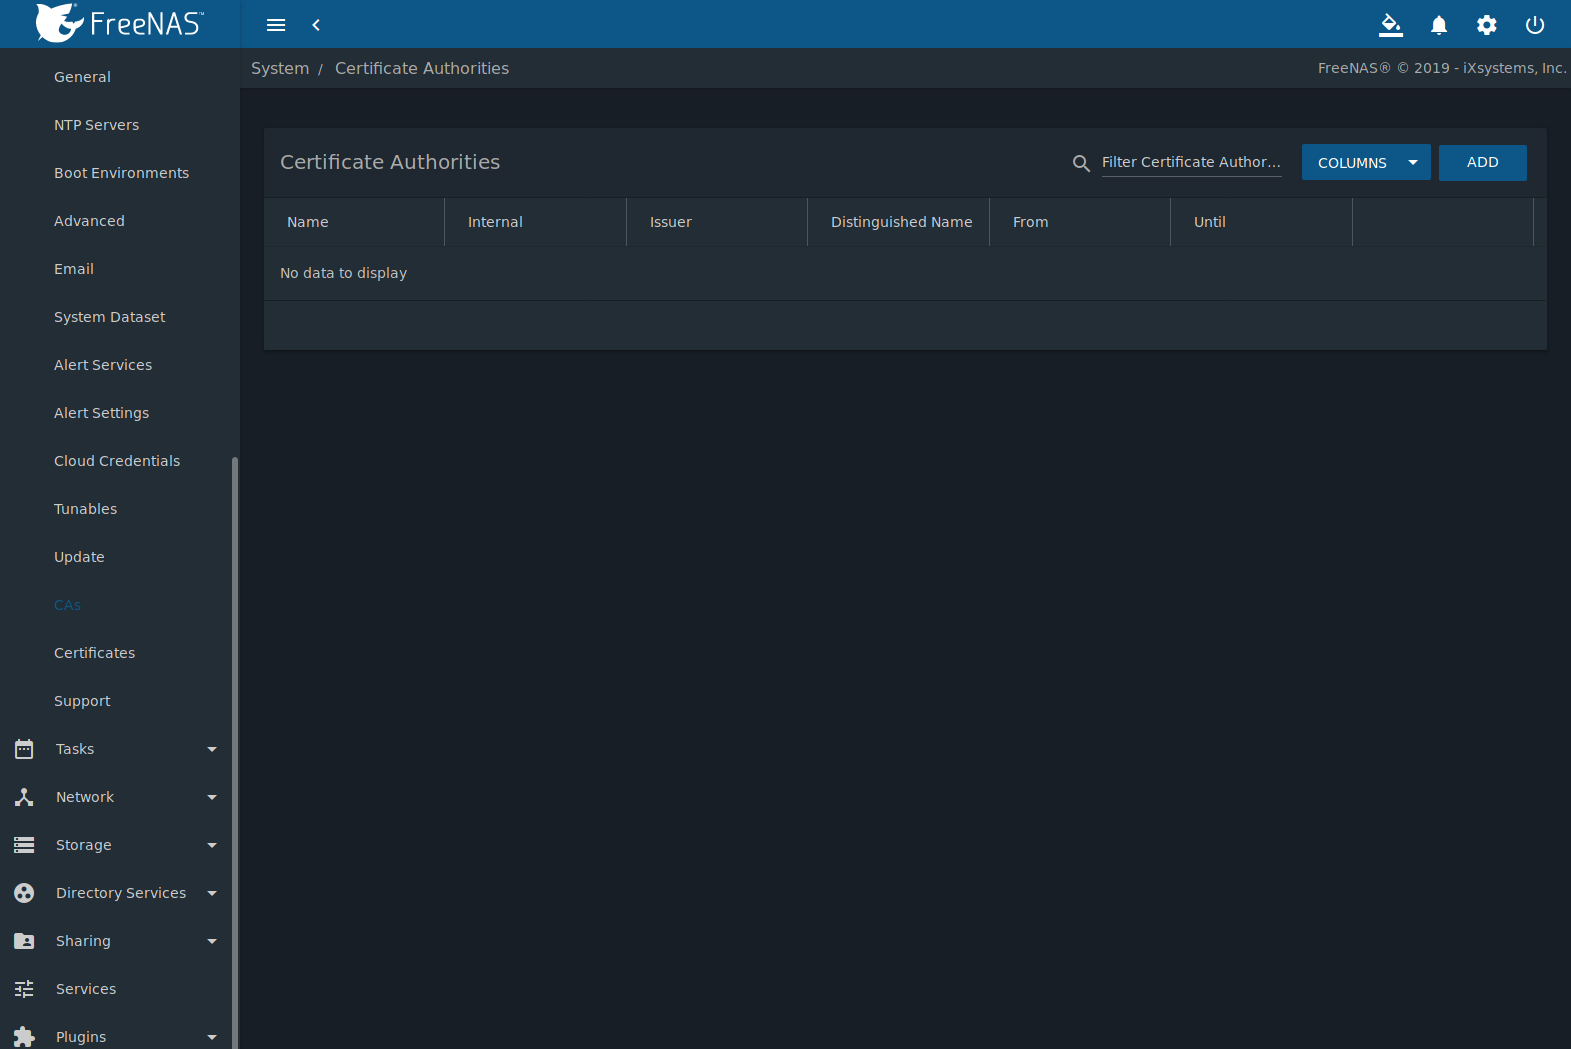 FreeNAS™
System / Certificate Authorities
FreeNAS® © 2019 - iXsystems, Inc.
General
NTP Servers
Boot Environments
Advanced
Email
System Dataset
Alert Services
Alert Settings
Cloud Credentials
Tunables
Update
CAs
Certificates
Support
Tasks
Network
Storage
Directory Services
Sharing
Services
Plugins
Certificate Authorities
Filter Certificate Author...
COLUMNS
ADD
Name Internal Issuer Distinguished Name From Until
No data to display